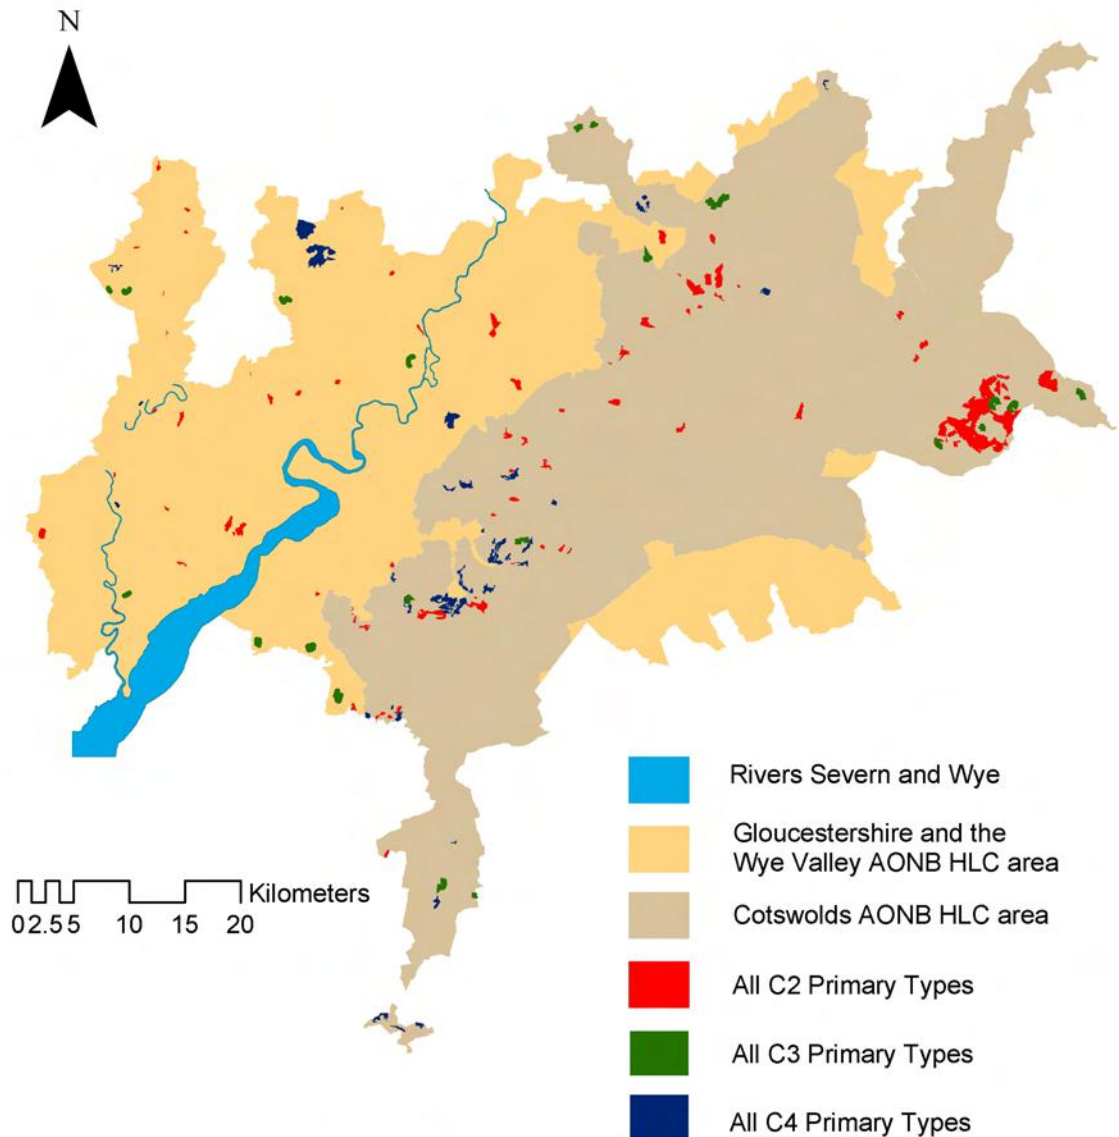 N
Rivers Severn and Wye
Gloucestershire and the
Wye Valley AONB HLC area
Kilometers
0 2.5 5 10 15 20
Cotswolds AONB HLC area
All C2 Primary Types
All C3 Primary Types
All C4 Primary Types